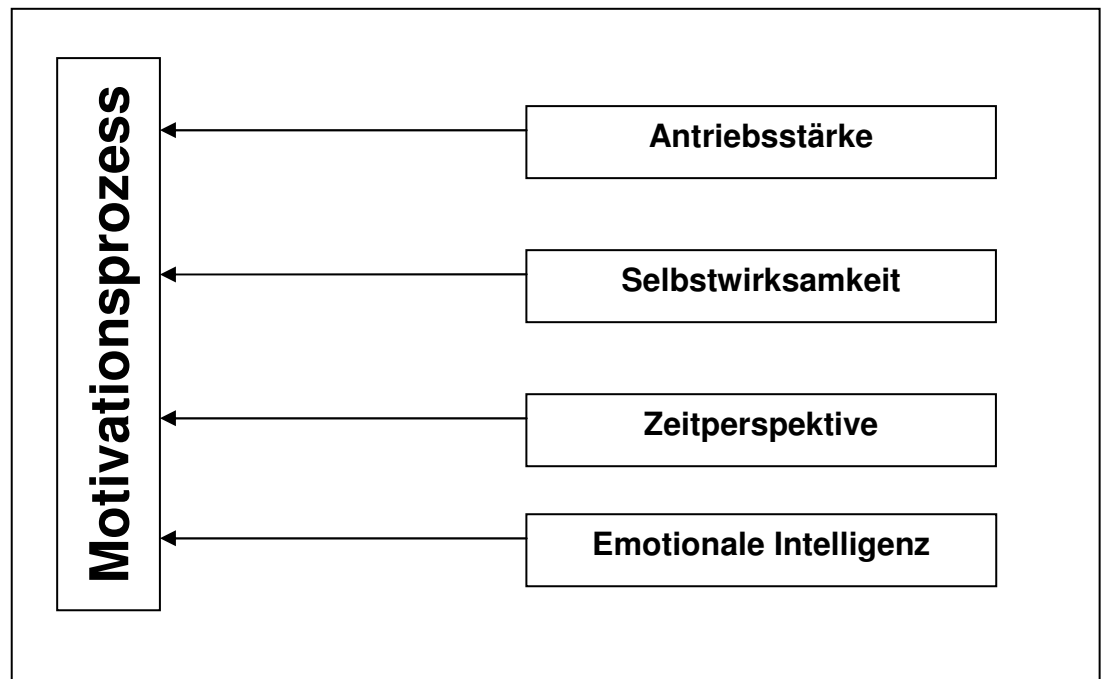 Motivationsprozess
Antriebsstärke
Selbstwirksamkeit
Zeitperspektive
Emotionale Intelligenz